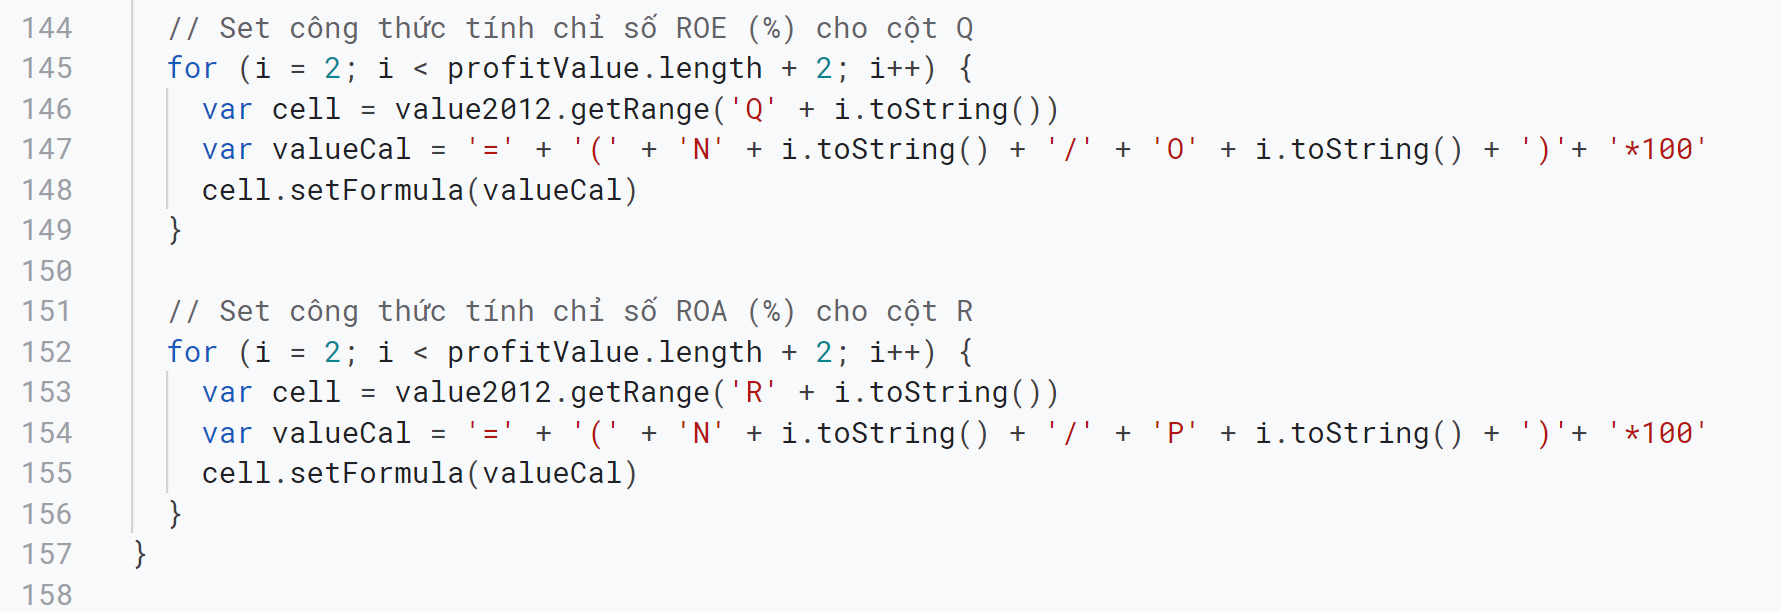 144 // Set công thức tính chỉ số ROE (%) cho cột Q
145 for (i = 2; i < profitValue.length + 2; i++) {
146 var cell = value2012.getRange('Q' + i.toString())
147 var valueCal = '=' + '(' + 'N' + i.toString() + '/' + 'O' + i.toString() + ')'+ '*100'
148 cell.setFormula(valueCal)
149 }
150
151 // Set công thức tính chỉ số ROA (%) cho cột R
152 for (i = 2; i < profitValue.length + 2; i++) {
153 var cell = value2012.getRange('R' + i.toString())
154 var valueCal = '=' + '(' + 'N' + i.toString() + '/' + 'P' + i.toString() + ')'+ '*100'
155 cell.setFormula(valueCal)
156 }
157 }
158